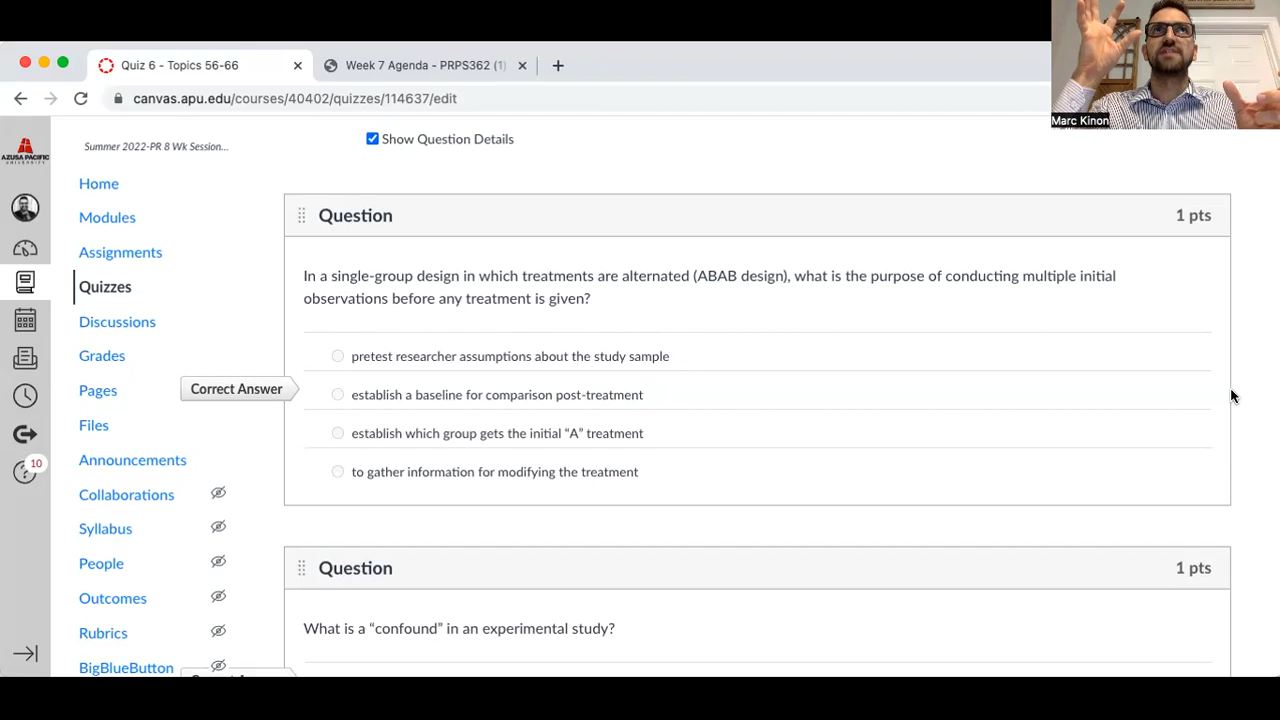 Quiz 6 - Topics 56-66
Week 7 Agenda - PRPS362 (1)
canvas.apu.edu/courses/40402/quizzes/114637/edit
Marc Kinon
AZUSA PACIFIC
UNIVERSITY
Summer 2022-PR 8 Wk Session...
Show Question Details
Home
Modules
Assignments
Quizzes
Discussions
Grades
Pages
Files
Announcements
Collaborations
Syllabus
People
Outcomes
Rubrics
BigBlueButton
10
Question
1 pts
In a single-group design in which treatments are alternated (ABAB design), what is the purpose of conducting multiple initial
observations before any treatment is given?
pretest researcher assumptions about the study sample
Correct Answer
establish a baseline for comparison post-treatment
establish which group gets the initial “A” treatment
to gather information for modifying the treatment
Question
1 pts
What is a “confound” in an experimental study?